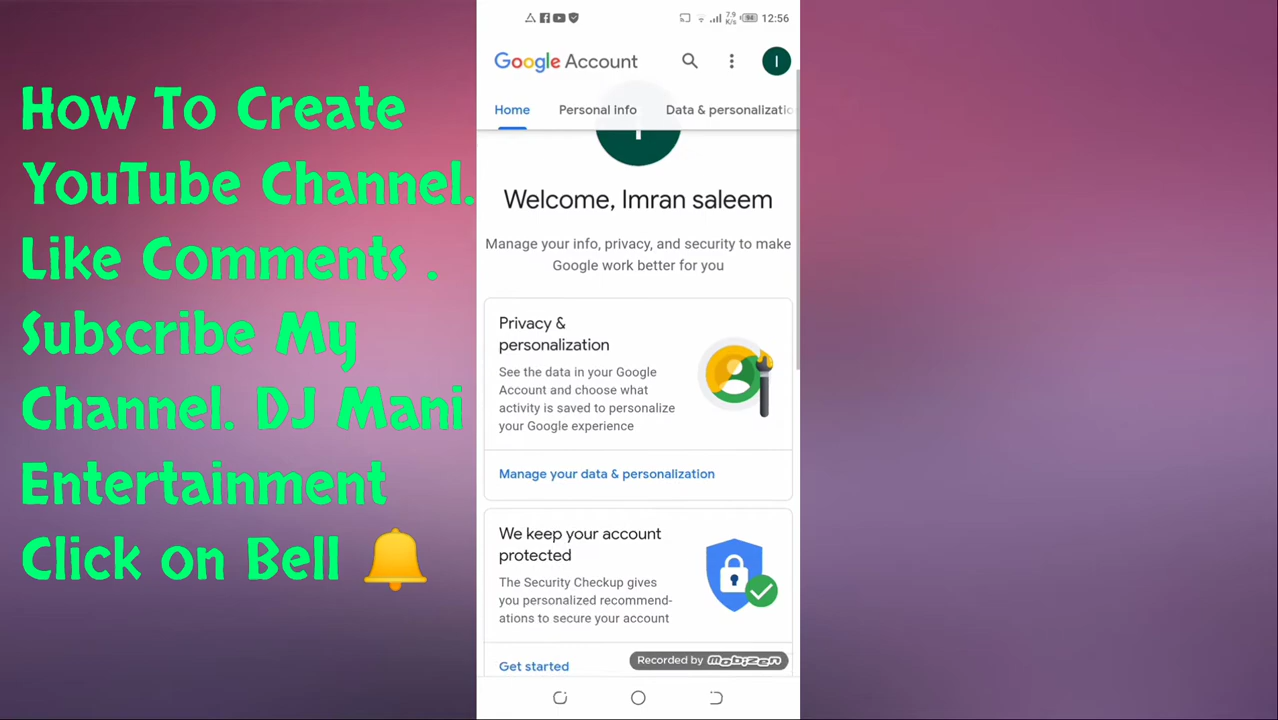 How To Create
YouTube Channel.
Like Comments .
Subscribe My
Channel. DJ Mani
Entertainment
Click on Bell 🔔
7.9
K/s
94
12:56
Google Account
I
Home
Personal info
Data & personalizatio
Welcome, Imran saleem
Manage your info, privacy, and security to make
Google work better for you
Privacy &
personalization
See the data in your Google
Account and choose what
activity is saved to personalize
your Google experience
Manage your data & personalization
We keep your account
protected
The Security Checkup gives
you personalized recommend-
ations to secure your account
Get started
Recorded by mobizen